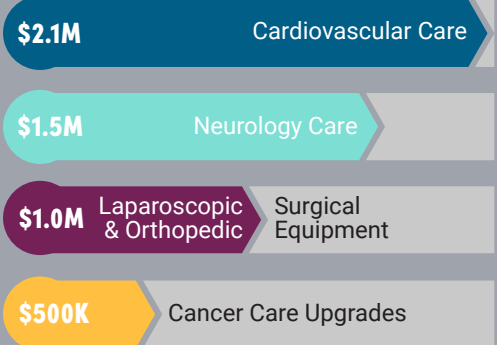 $2.1M Cardiovascular Care
$1.5M Neurology Care
$1.0M Laparoscopic & Orthopedic Surgical Equipment
$500K Cancer Care Upgrades